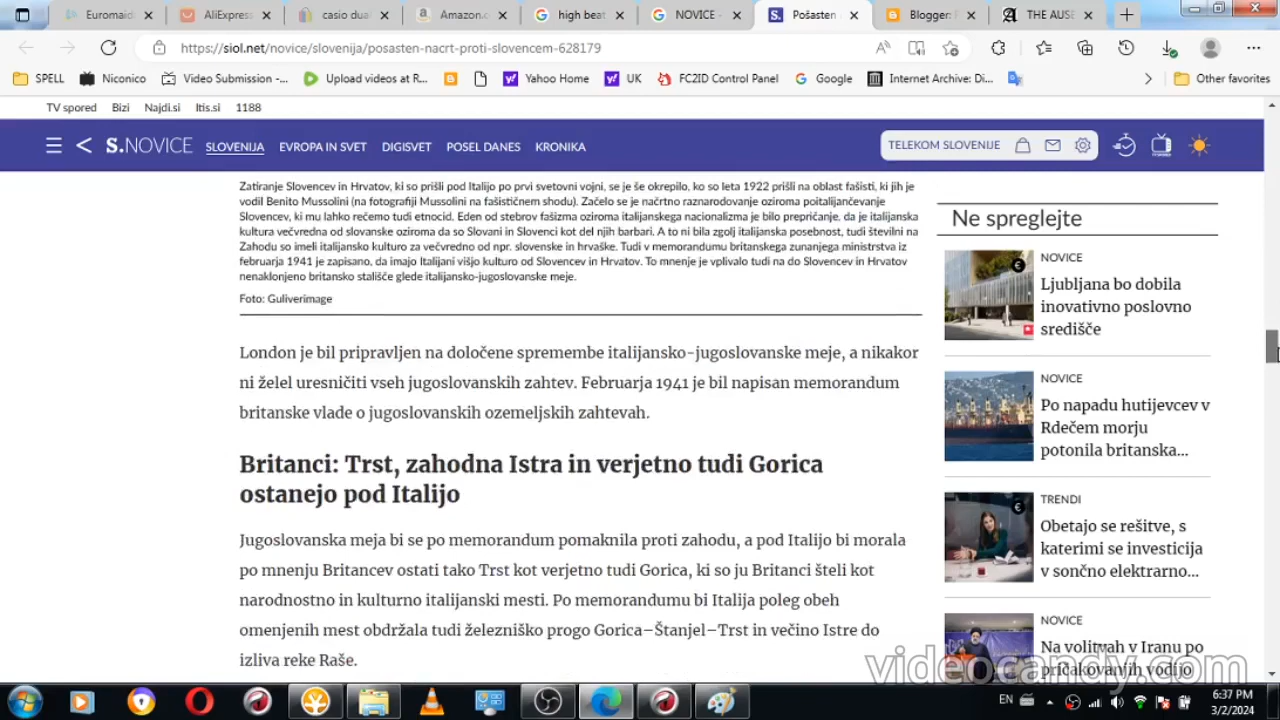 Euromaid
AliExpress
casio dua
Amazon.c
high beat
NOVICE -
Pošasten
Blogger:
THE AUSE
https://siol.net/novice/slovenija/posasten-nacrt-proti-slovencem-628179
SPELL
Niconico
Video Submission -...
Upload videos at R...
Yahoo Home
UK
FC2ID Control Panel
Google
Internet Archive: Di...
Other favorites
TV spored
Bizi
Najdi.si
Itis.si
1188
S.NOVICE
SLOVENIJA
EVROPA IN SVET
DIGISVET
POSEL DANES
KRONIKA
TELEKOM SLOVENIJE
Zatiranje Slovencev in Hrvatov, ki so prišli pod Italijo po prvi svetovni vojni, se je še okrepilo, ko so leta 1922 prišli na oblast fašisti, ki jih je
vodil Benito Mussolini (na fotografiji Mussolini na fašističnem shodu). Začelo se je načrtno raznarodovanje oziroma poitalijančevanje
Slovencev, ki mu lahko rečemo tudi etnocid. Eden od stebrov fašizma oziroma italijanskega nacionalizma je bilo prepričanje, da je italijanska
kultura večvredna od slovanske oziroma da so Slovani in Slovenci kot del njih barbari. A to ni bila zgolj italijanska posebnost, tudi številni na
Zahodu so imeli italijansko kulturo za večvredno od npr. slovenske in hrvaške. Tudi v memorandumu britanskega zunanjega ministrstva iz
februarja 1941 je zapisano, da imajo Italijani višjo kulturo od Slovencev in Hrvatov. To mnenje je vplivalo tudi na do Slovencev in Hrvatov
nenaklonjeno britansko stališče glede italijansko-jugoslovanske meje.
Foto: Guliverimage
London je bil pripravljen na določene spremembe italijansko-jugoslovanske meje, a nikakor
ni želel uresničiti vseh jugoslovanskih zahtev. Februarja 1941 je bil napisan memorandum
britanske vlade o jugoslovanskih ozemeljskih zahtevah.
Britanci: Trst, zahodna Istra in verjetno tudi Gorica
ostanejo pod Italijo
Jugoslovanska meja bi se po memorandum pomaknila proti zahodu, a pod Italijo bi morala
po mnenju Britancev ostati tako Trst kot verjetno tudi Gorica, ki so ju Britanci šteli kot
narodnostno in kulturno italijanski mesti. Po memorandumu bi Italija poleg obeh
omenjenih mest obdržala tudi železniško progo Gorica–Štanjel–Trst in večino Istre do
izliva reke Raše.
Ne spreglejte
NOVICE
Ljubljana bo dobila
inovativno poslovno
središče
NOVICE
Po napadu hutijevcev v
Rdečem morju
potonila britanska...
TRENDI
Obetajo se rešitve, s
katerimi se investicija
v sončno elektrarno...
NOVICE
Na volitvah v Iranu po
pričakovanjih vodijo
videocandy.com
EN
6:37 PM
3/2/2024